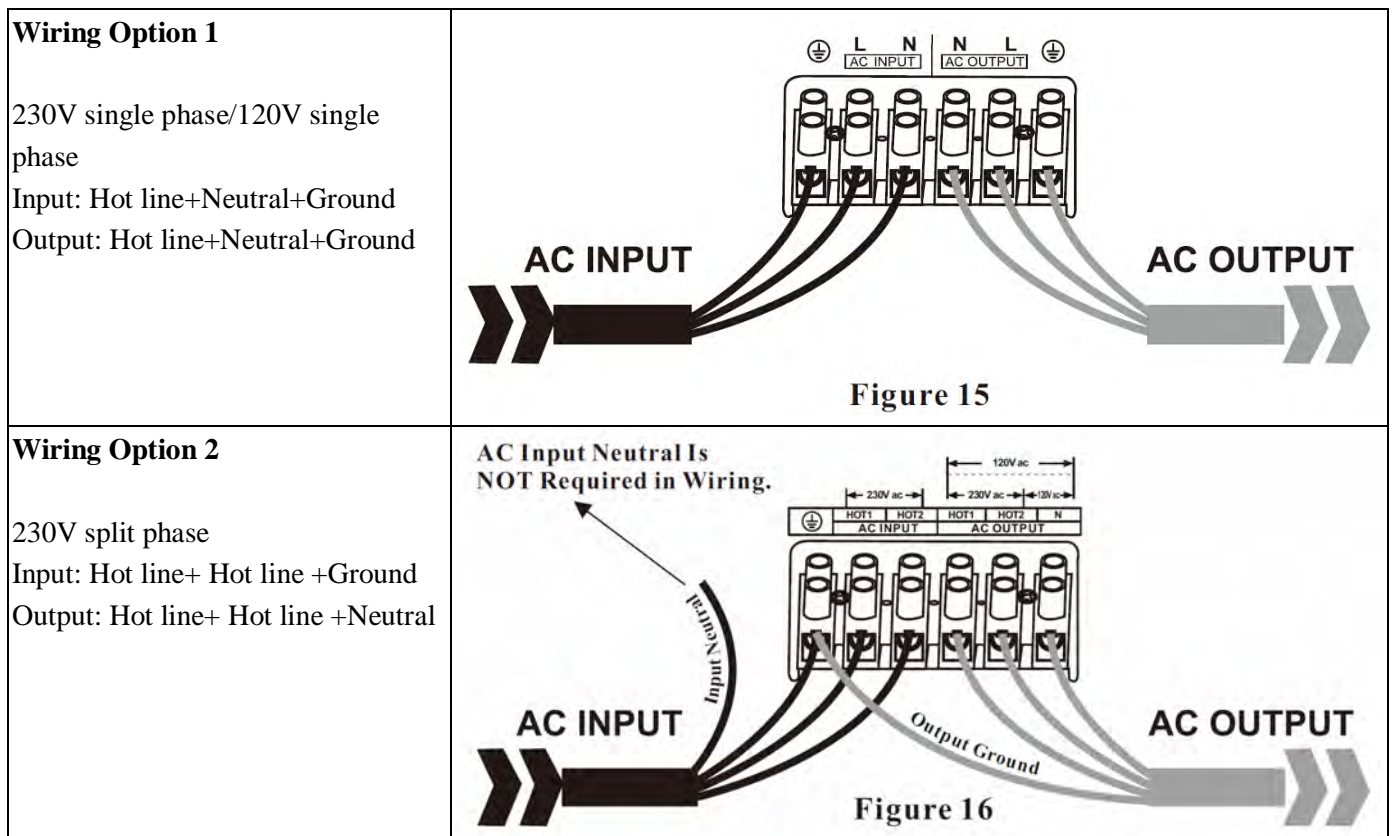 Wiring Option 1
230V single phase/120V single
phase
Input: Hot line+Neutral+Ground
Output: Hot line+Neutral+Ground
L N N L
AC INPUT AC OUTPUT
AC INPUT
AC OUTPUT
Figure 15
Wiring Option 2
230V split phase
Input: Hot line+ Hot line +Ground
Output: Hot line+ Hot line +Neutral
AC Input Neutral Is
NOT Required in Wiring.
120V ac
230V ac 230V ac 120V ac
HOT1 HOT2 HOT1 HOT2 N
AC INPUT AC OUTPUT
Input Neutral
AC INPUT
Output Ground
AC OUTPUT
Figure 16